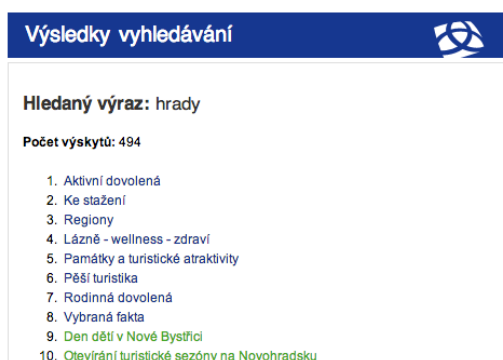 Výsledky vyhledávání
Hledaný výraz: hrady
Počet výskytů: 494
1. Aktivní dovolená
2. Ke stažení
3. Regiony
4. Lázně - wellness - zdraví
5. Památky a turistické atraktivity
6. Pěší turistika
7. Rodinná dovolená
8. Vybraná fakta
9. Den dětí v Nové Bystřici
10. Otevírání turistické sezóny na Novohradsku